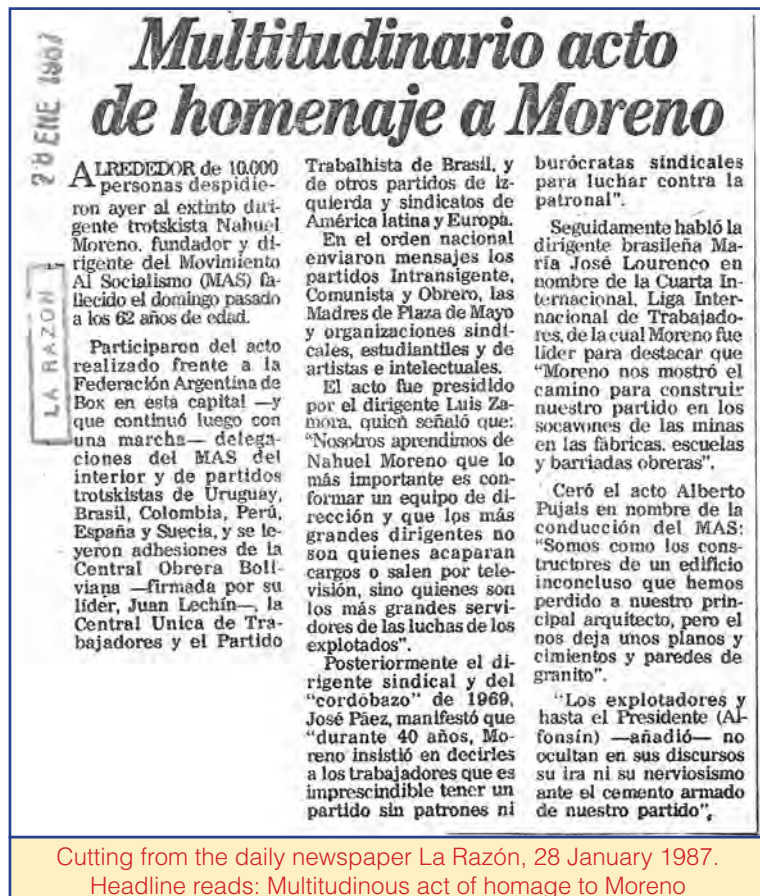 Multitudinario acto
de homenaje a Moreno
28 ENE 1987
LA RAZON
ALREDEDOR de 10.000
personas despidie-
ron ayer al extinto diri-
gente trotskista Nahuel
Moreno. fundador y di-
rigente del Movimiento
Al Socialismo (MAS) fa-
llecido el domingo pasado
a los 62 años de edad.
Participaron del acto
realizado frente a la
Federación Argentina de
Box en esta capital —y
que continuó luego con
una marcha— delega-
ciones del MAS del
interior y de partidos
trotskistas de Uruguay,
Brasil, Colombia, Perú,
España y Suecia, y se le-
yeron adhesiones de la
Central Obrera Boli-
viana —firmada por su
líder, Juan Lechín—, la
Central Unica de Tra-
bajadores y el Partido
Trabalhista de Brasil, y
de otros partidos de iz-
quierda y sindicatos de
América latina y Europa.
En el orden nacional
enviaron mensajes los
partidos Intransigente,
Comunista y Obrero, las
Madres de Plaza de Mayo
y organizaciones sindi-
cales, estudiantiles y de
artistas e intelectuales.
El acto fue presidido
por el dirigente Luis Za-
mora, quien señaló que:
"Nosotros aprendimos de
Nahuel Moreno que lo
más importante es con-
formar un equipo de di-
rección y que los más
grandes dirigentes no
son quienes acaparan
cargos o salen por tele-
visión, sino quienes son
los más grandes servi-
dores de las luchas de los
explotados".
Posteriormente el di-
rigente sindical y del
"cordobazo" de 1969,
José Páez, manifestó que
"durante 40 años, Mo-
reno insistió en decirles
a los trabajadores que es
imprescindible tener un
partido sin patrones ni
burócratas sindicales
para luchar contra la
patronal".
Seguidamente habló la
dirigente brasileña Ma-
ría José Lourenco en
nombre de la Cuarta In-
ternacional, Liga Inter-
nacional de Trabajado-
res, de la cual Moreno fue
líder para destacar que
"Moreno nos mostró el
camino para construir
nuestro partido en los
socavones de las minas
en las fábricas. escuelas
y barriadas obreras".
Ceró el acto Alberto
Pujals en nombre de la
conducción del MAS:
"Somos como los cons-
tructores de un edificio
inconcluso que hemos
perdido a nuestro prin-
cipal arquitecto, pero el
nos deja unos planos y
cimientos y paredes de
granito".
"Los explotadores y
hasta el Presidente (Al-
fonsín) —añadió— no
ocultan en sus discursos
su ira ni su nerviosismo
ante el cemento armado
de nuestro partido".
Cutting from the daily newspaper La Razón, 28 January 1987.
Headline reads: Multitudinous act of homage to Moreno